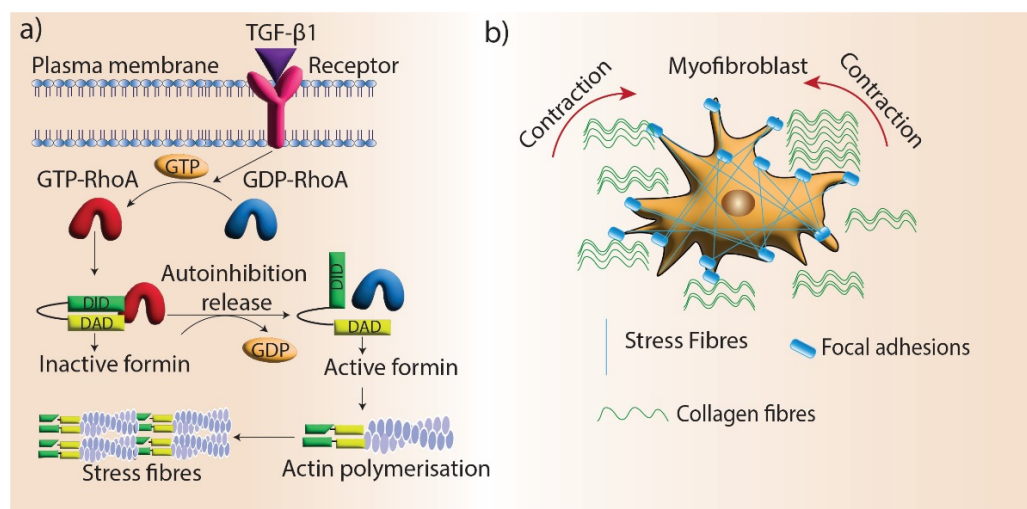 a)
TGF-β1
Plasma membrane
Receptor
GTP
GTP-RhoA
GDP-RhoA
Autoinhibition
release
DID
DAD
DID
DAD
GDP
Inactive formin
Active formin
Stress fibres
Actin polymerisation
b)
Myofibroblast
Contraction
Contraction
Stress Fibres
Focal adhesions
Collagen fibres